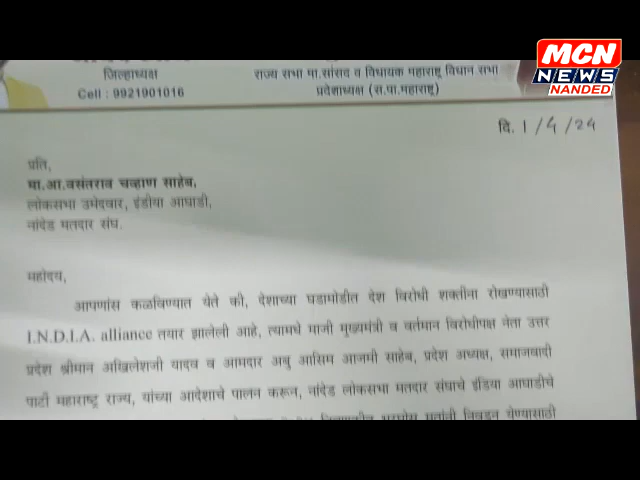 MCN
NEWS
NANDED
जिल्हाध्यक्ष
Cell : 9921901016
राज्य सभा मा.सांसद व विधायक महाराष्ट्र विधान सभा
प्रदेशाध्यक्ष (स.पा.महाराष्ट्र)
दि. 1/4/24
प्रति,
मा.आ.वसंतराव चव्हाण साहेब,
लोकसभा उमेदवार, इंडीया आघाडी,
नांदेड मतदार संघ.
महोदय,
आपणांस कळविण्यात येते की, देशाच्या घडामोडीत देश विरोधी शक्तीना रोखण्यासाठी
I.N.D.I.A. alliance तयार झालेली आहे, त्यामधे माजी मुख्यमंत्री व वर्तमान विरोधीपक्ष नेता उत्तर
प्रदेश श्रीमान अखिलेशजी यादव व आमदार अबु आसिम आजमी साहेब, प्रदेश अध्यक्ष, समाजवादी
पार्टी महाराष्ट्र राज्य, यांच्या आदेशाचे पालन करून, नांदेड लोकसभा मतदार संघाचे इंडिया आघाडीचे
भरघोस मतांनी निवडून येण्यासाठी